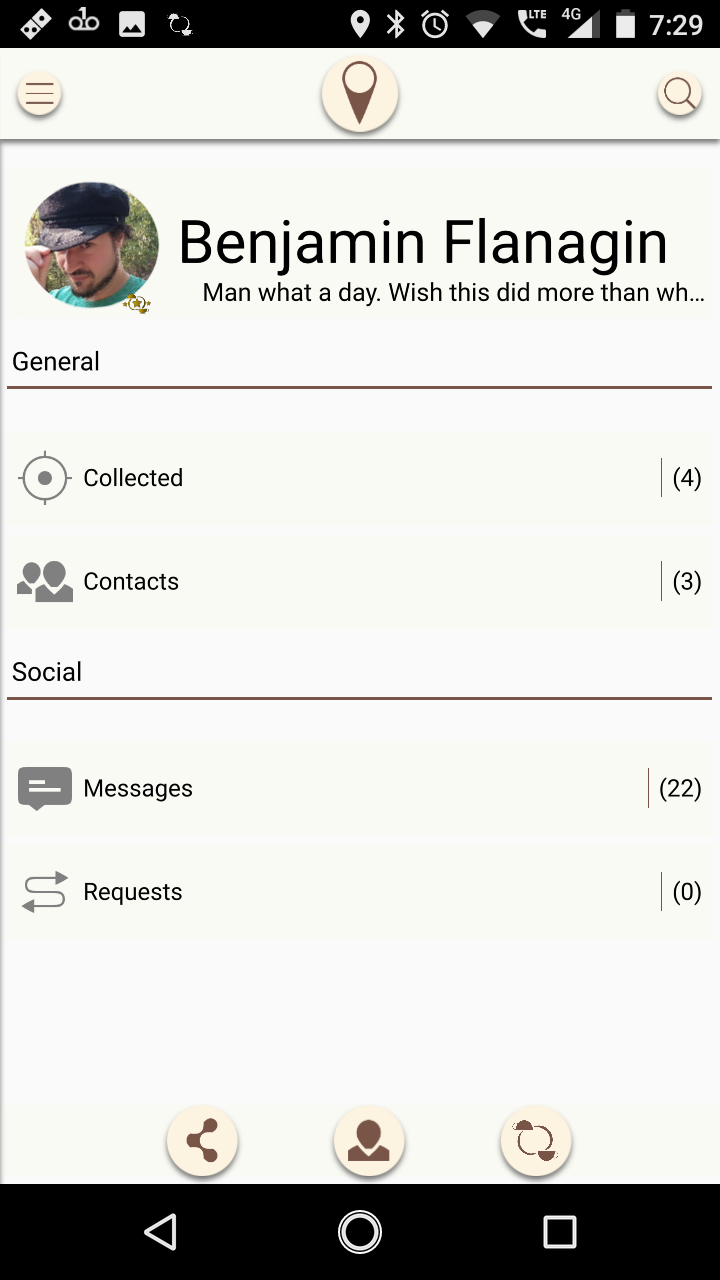 LTE 4G 7:29
Benjamin Flanagin
Man what a day. Wish this did more than wh…
General
Collected (4)
Contacts (3)
Social
Messages (22)
Requests (0)